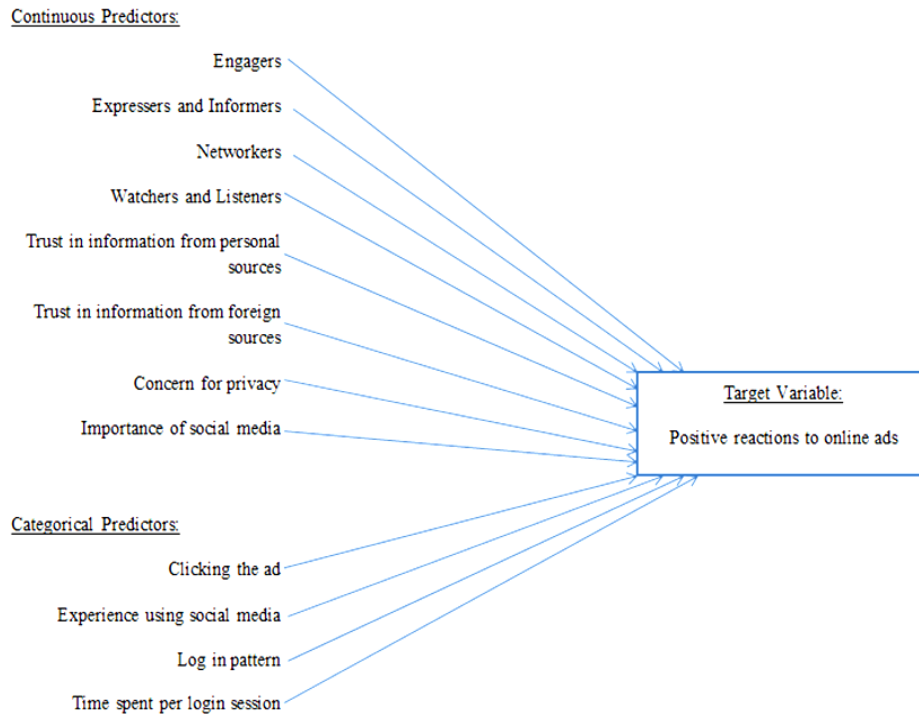 Continuous Predictors:
Engagers
Expressers and Informers
Networkers
Watchers and Listeners
Trust in information from personal
sources
Trust in information from foreign
sources
Concern for privacy
Importance of social media
Target Variable:
Positive reactions to online ads
Categorical Predictors:
Clicking the ad
Experience using social media
Log in pattern
Time spent per login session